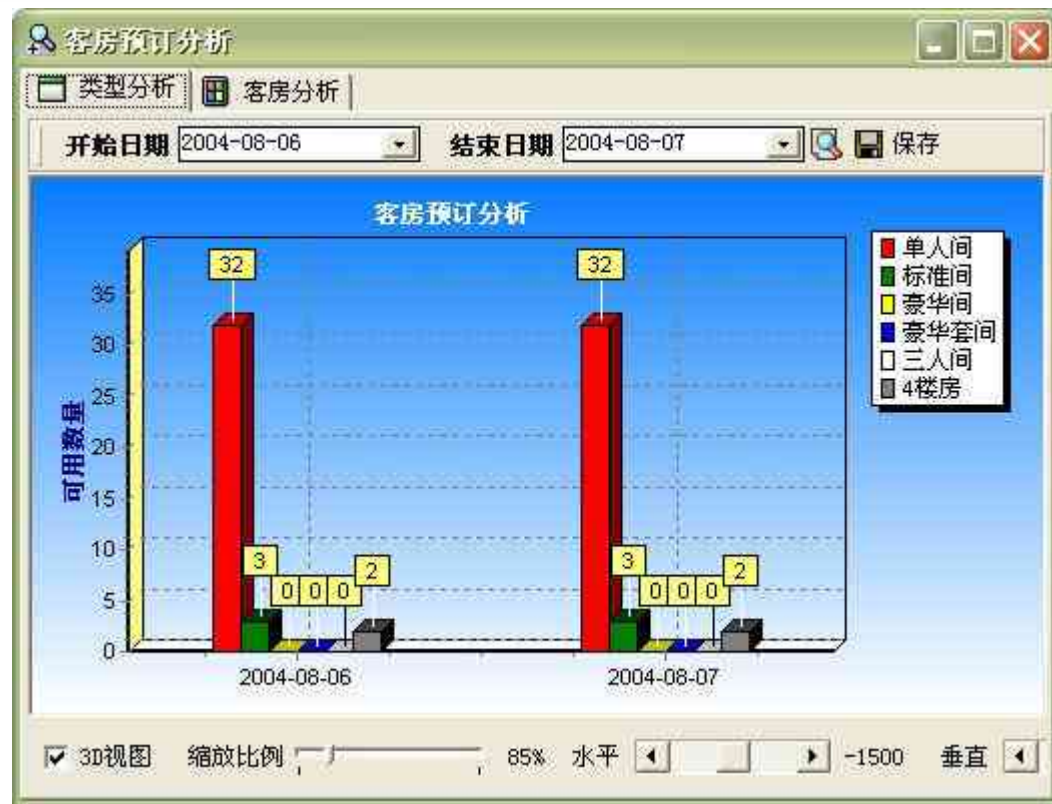 客房预订分析
类型分析 客房分析
开始日期 2004-08-06 结束日期 2004-08-07 保存
客房预订分析
单人间
标准间
豪华间
豪华套间
三人间
4楼房
可用数量
35
30
25
20
15
10
5
0
32 3 0 0 0 2
32 3 0 0 0 2
2004-08-06 2004-08-07
3D视图 缩放比例 85% 水平 -1500 垂直